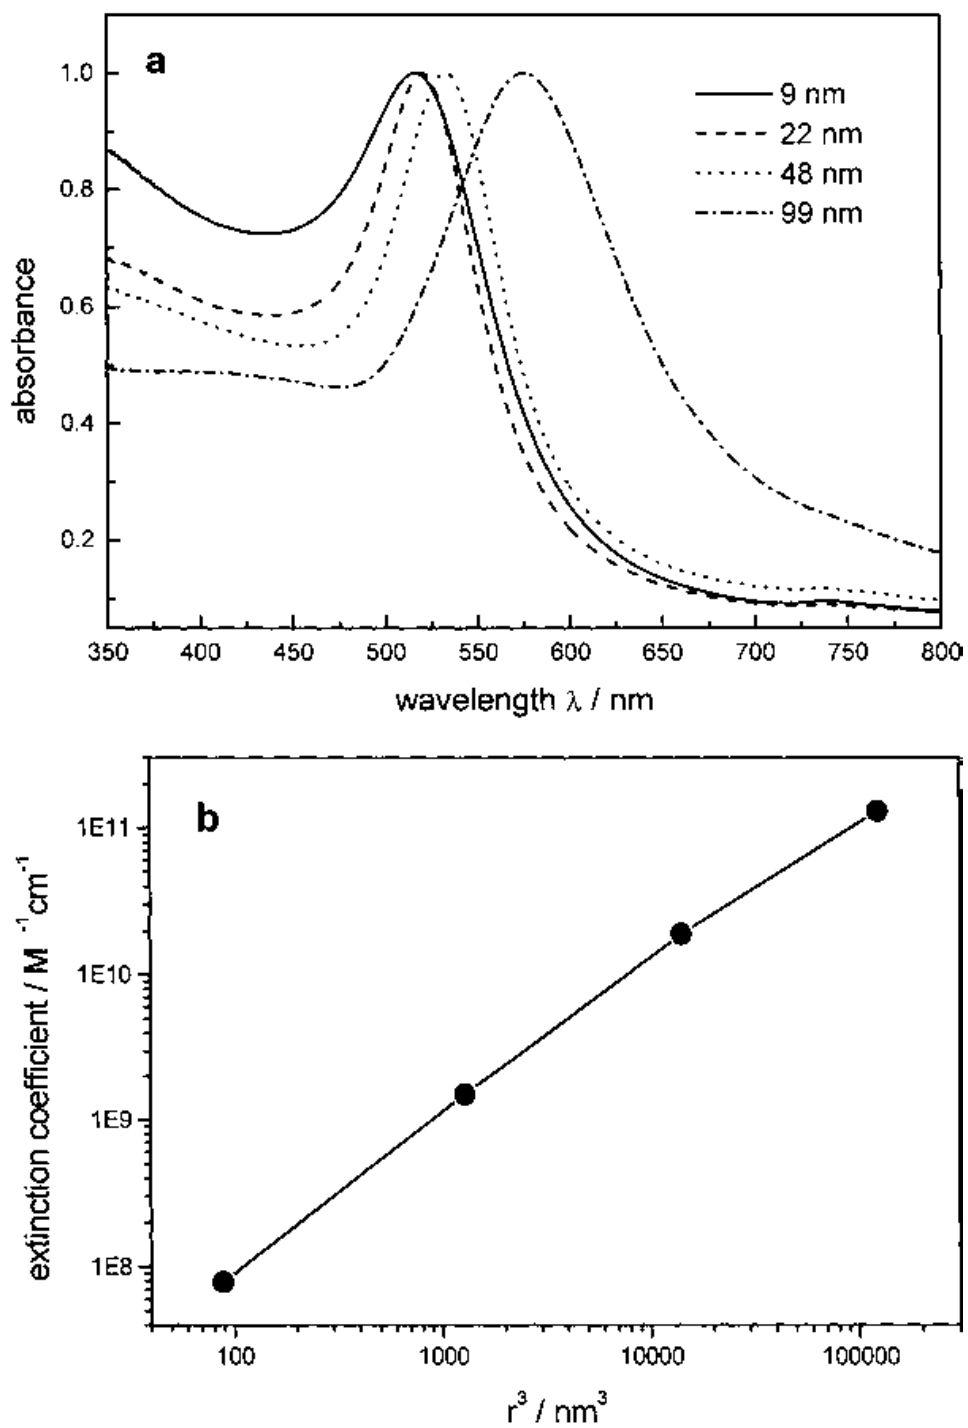 a
1.0
0.8
0.6
0.4
0.2
absorbance
9 nm
22 nm
48 nm
99 nm
350 400 450 500 550 600 650 700 750 800
wavelength λ / nm
b
1E11
1E10
1E9
1E8
extinction coefficient / M⁻¹cm⁻¹
100 1000 10000 100000
r³ / nm³